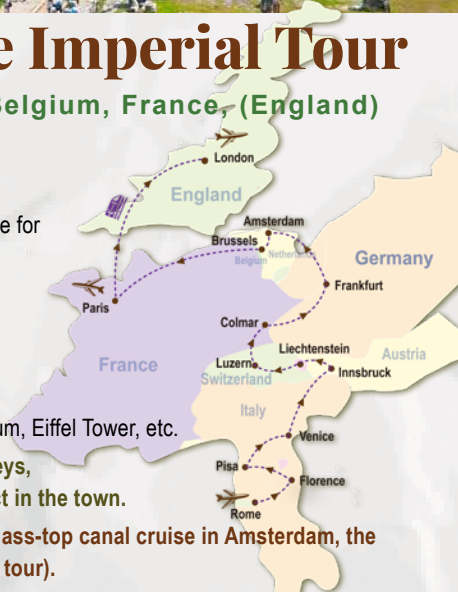 e Imperial Tour
Belgium, France, (England)
London
England
e for
Amsterdam
Brussels
Netherlands
Belgium
Germany
Frankfurt
Paris
Colmar
Liechtenstein
Luzern
Austria
Innsbruck
France
Switzerland
Italy
um, Eiffel Tower, etc.
Venice
eys,
Pisa
Florence
t in the town.
Rome
ass-top canal cruise in Amsterdam, the
tour).